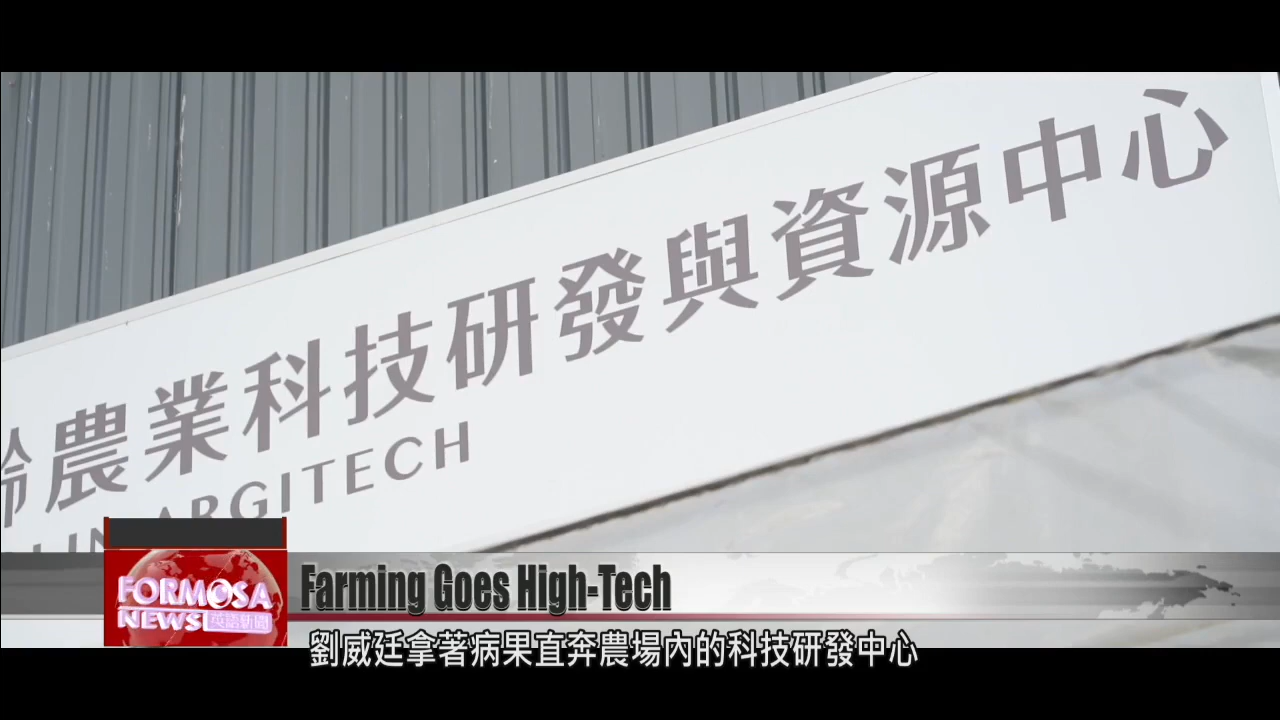 農業科技研發與資源中心
ARGITECH
FORMOSA
NEWS 英語新聞
Farming Goes High-Tech
劉威廷拿著病果直奔農場內的科技研發中心